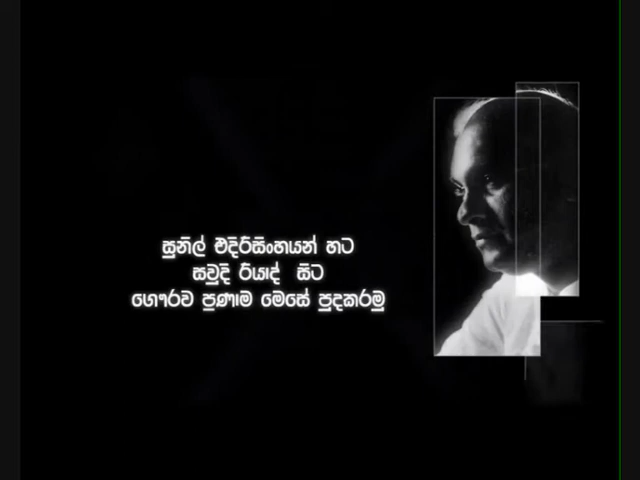 සුනිල් එදිරිසිංහයන් හට
සවුදි රියාද් සිට
ගෞරව ප්‍රණාම මෙසේ පුදකරමු